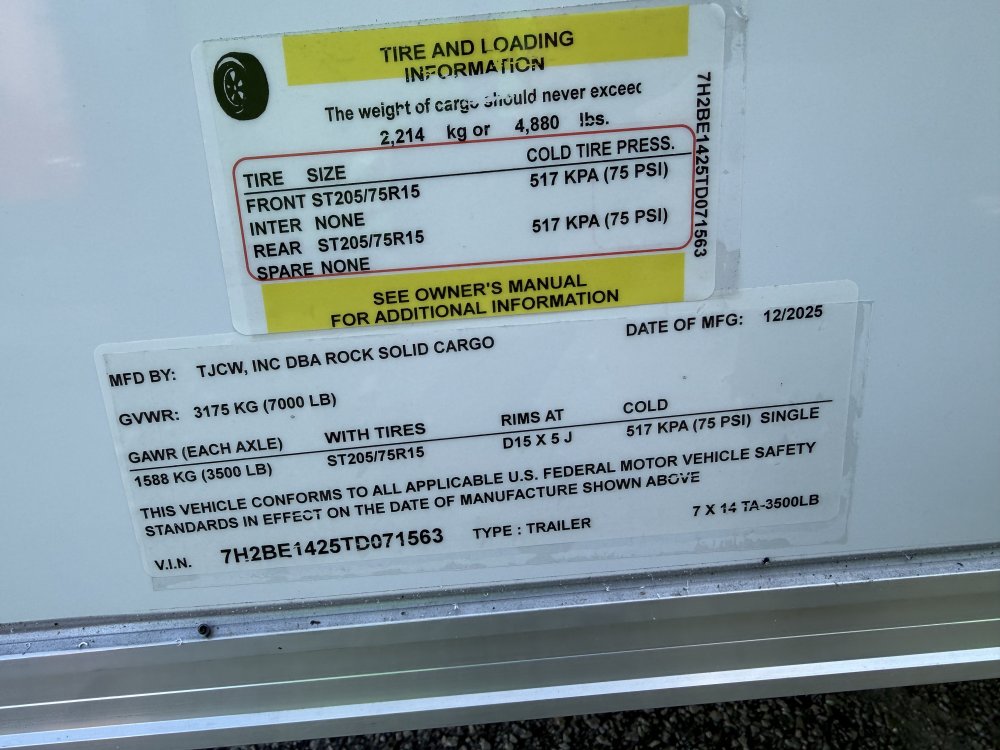 TIRE AND LOADING
INFORMATION
The weight of cargo should never exceed
2,214 kg or 4,880 lbs.
TIRE SIZE COLD TIRE PRESS.
FRONT ST205/75R15 517 KPA (75 PSI)
INTER NONE
REAR ST205/75R15 517 KPA (75 PSI)
SPARE NONE
SEE OWNER'S MANUAL
FOR ADDITIONAL INFORMATION
7H2BE1425TD071563
MFD BY: TJCW, INC DBA ROCK SOLID CARGO DATE OF MFG: 12/2025
GVWR: 3175 KG (7000 LB)
GAWR (EACH AXLE) WITH TIRES RIMS AT COLD
1588 KG (3500 LB) ST205/75R15 D15 X 5 J 517 KPA (75 PSI) SINGLE
THIS VEHICLE CONFORMS TO ALL APPLICABLE U.S. FEDERAL MOTOR VEHICLE SAFETY
STANDARDS IN EFFECT ON THE DATE OF MANUFACTURE SHOWN ABOVE
V.I.N. 7H2BE1425TD071563 TYPE : TRAILER 7 X 14 TA-3500LB